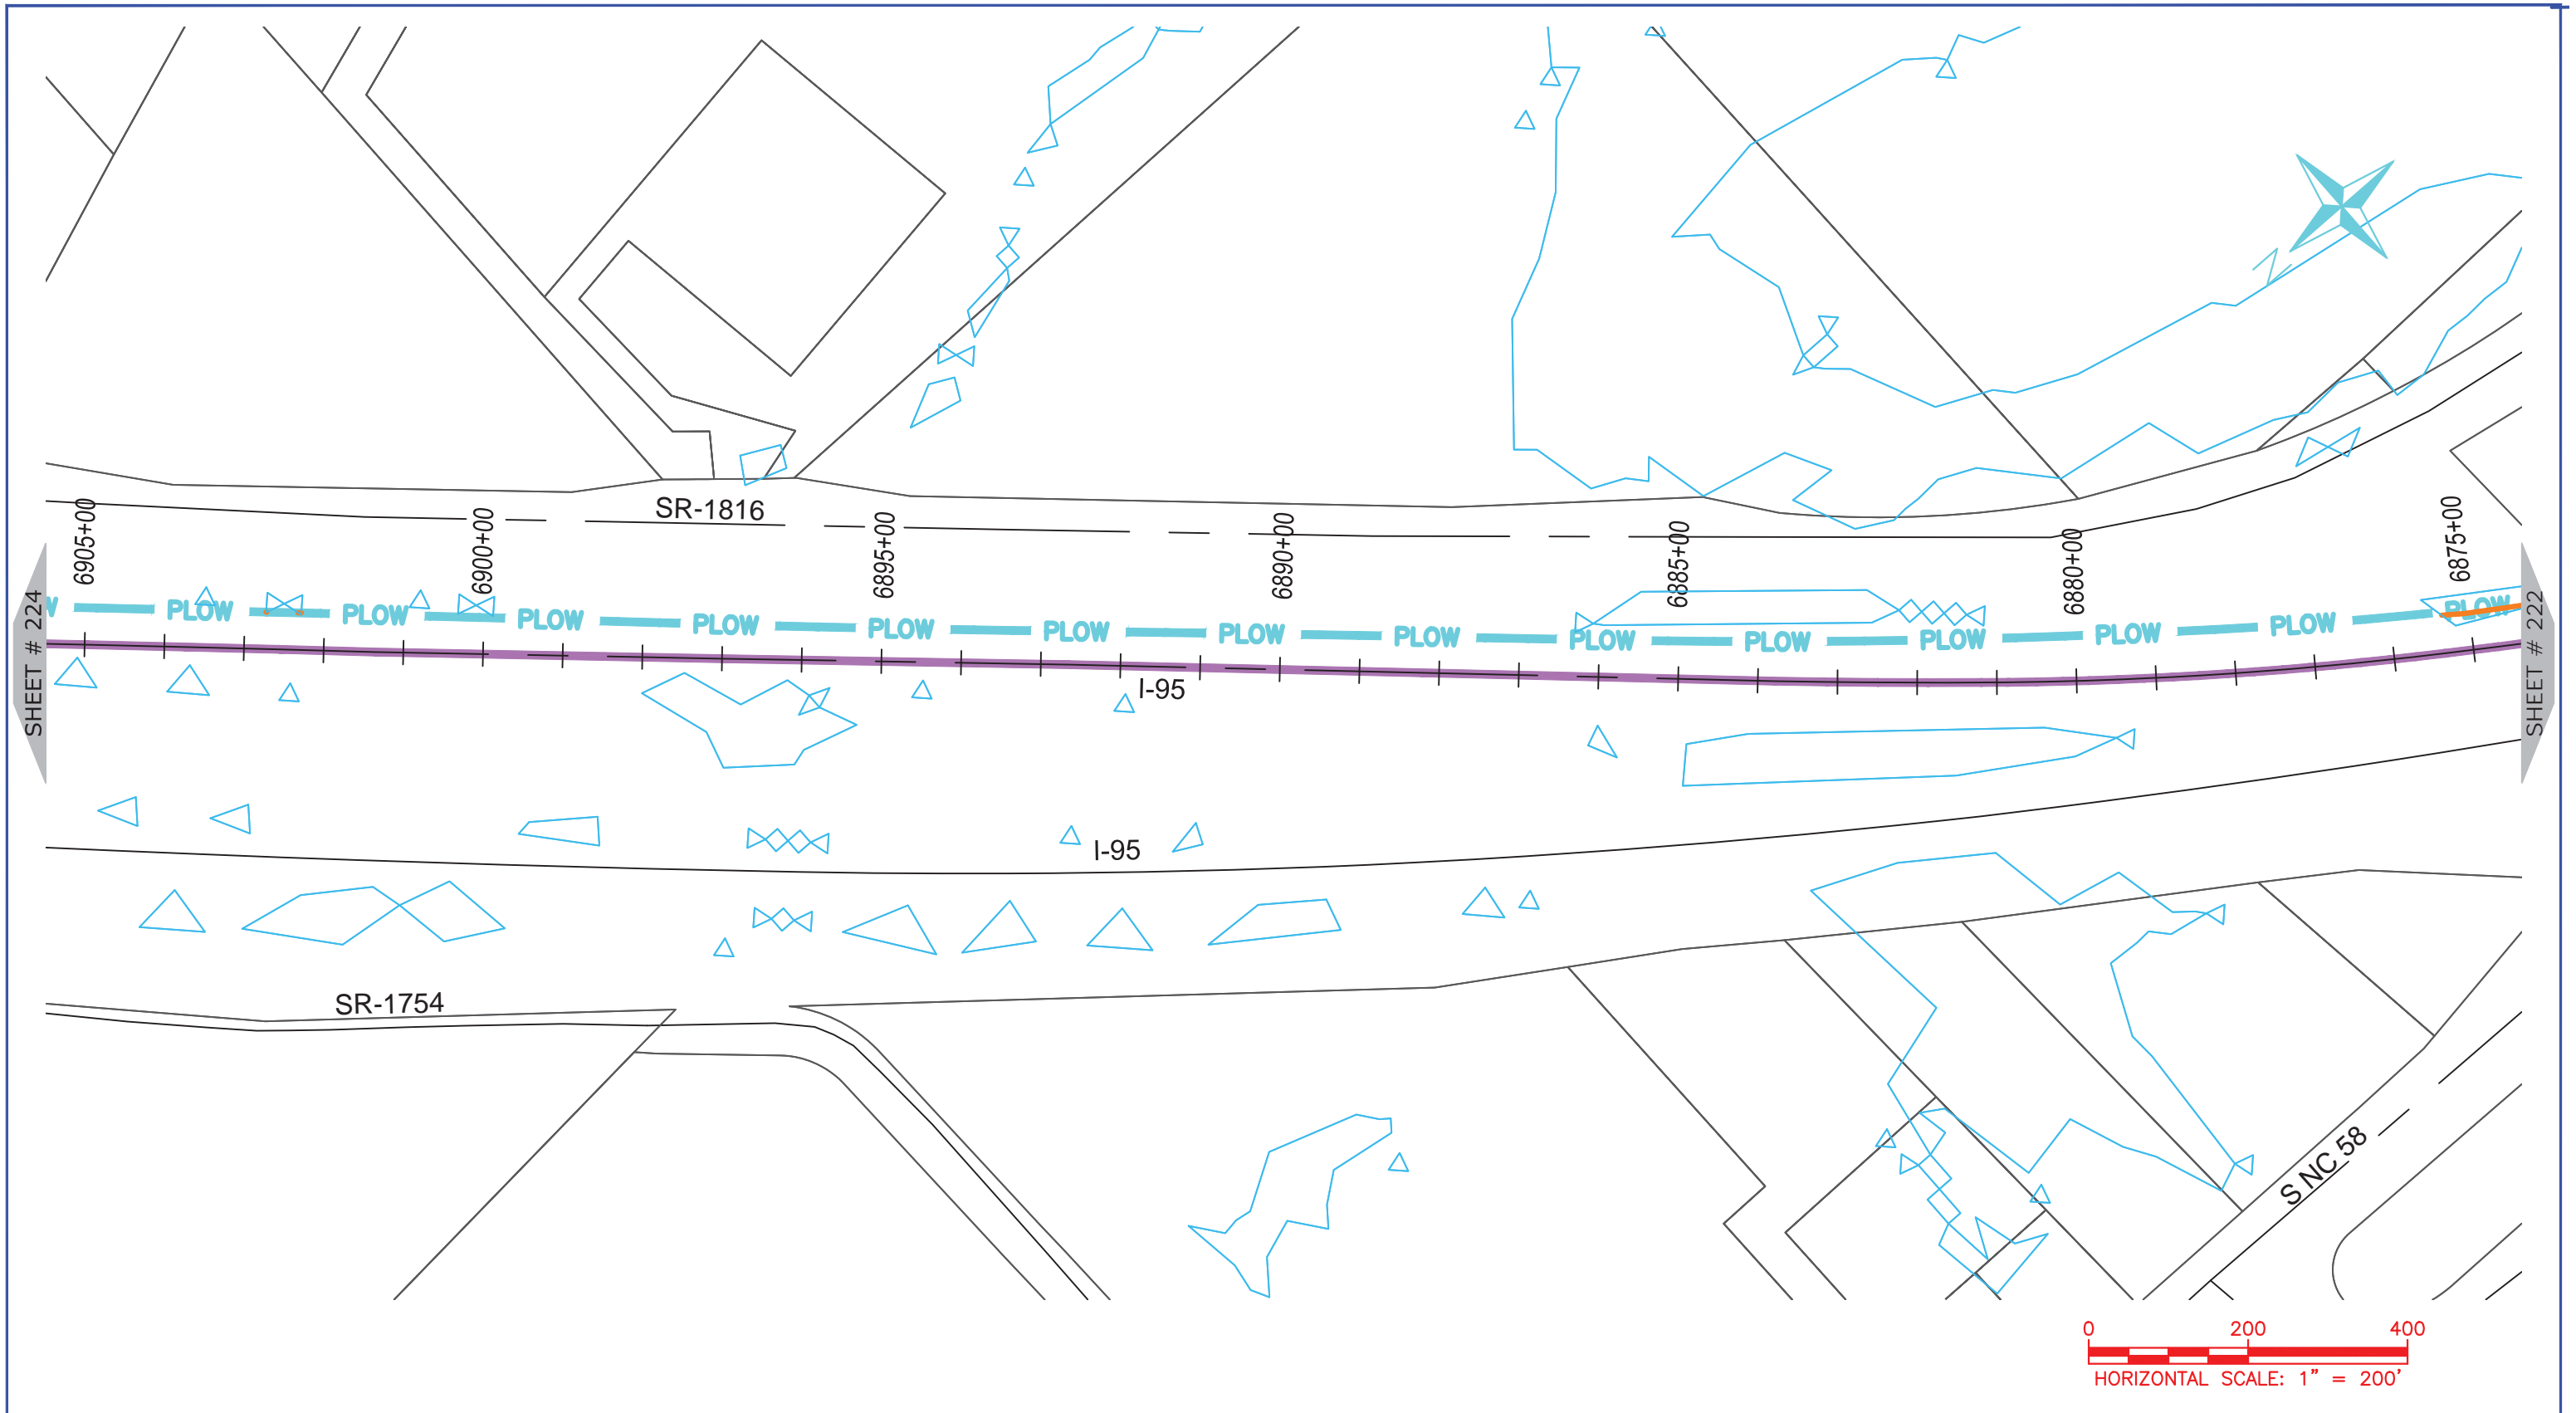 SR-1816
6905+00
6900+00
6895+00
6890+00
6885+00
6880+00
6875+00
PLOW PLOW PLOW PLOW PLOW PLOW PLOW PLOW PLOW PLOW PLOW PLOW PLOW PLOW
SHEET # 224
SHEET # 222
I-95
I-95
SR-1754
S NC 58
N
0 200 400
HORIZONTAL SCALE: 1” = 200’